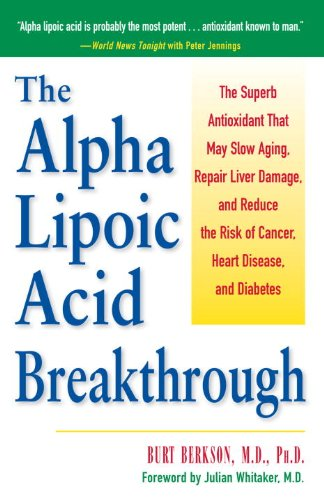 "Alpha lipoic acid is probably the most potent . . . antioxidant known to man."
—World News Tonight with Peter Jennings
The
Alpha
Lipoic
Acid
Breakthrough
The Superb
Antioxidant That
May Slow Aging,
Repair Liver Damage,
and Reduce
the Risk of Cancer,
Heart Disease,
and Diabetes
BURT BERKSON, M.D., PH.D.
Foreword by Julian Whitaker, M.D.